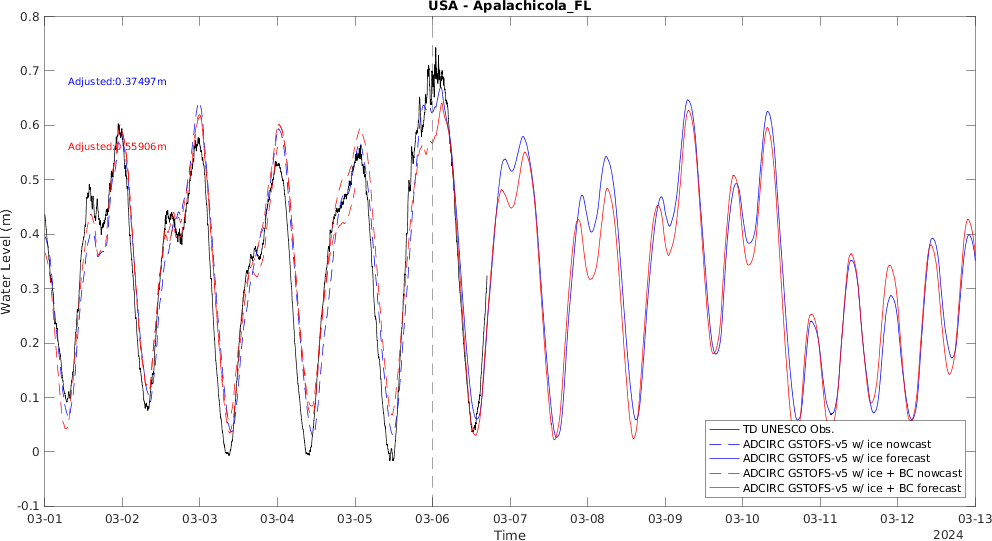 USA - Apalachicola_FL
0.8
0.7
0.6
0.5
0.4
0.3
0.2
0.1
0
-0.1
Water Level (m)
Adjusted:0.37497m
Adjusted:0.55906m
TD UNESCO Obs.
ADCIRC GSTOFS-v5 w/ ice nowcast
ADCIRC GSTOFS-v5 w/ ice forecast
ADCIRC GSTOFS-v5 w/ ice + BC nowcast
ADCIRC GSTOFS-v5 w/ ice + BC forecast
03-01 03-02 03-03 03-04 03-05 03-06 03-07 03-08 03-09 03-10 03-11 03-12 03-13
Time
2024